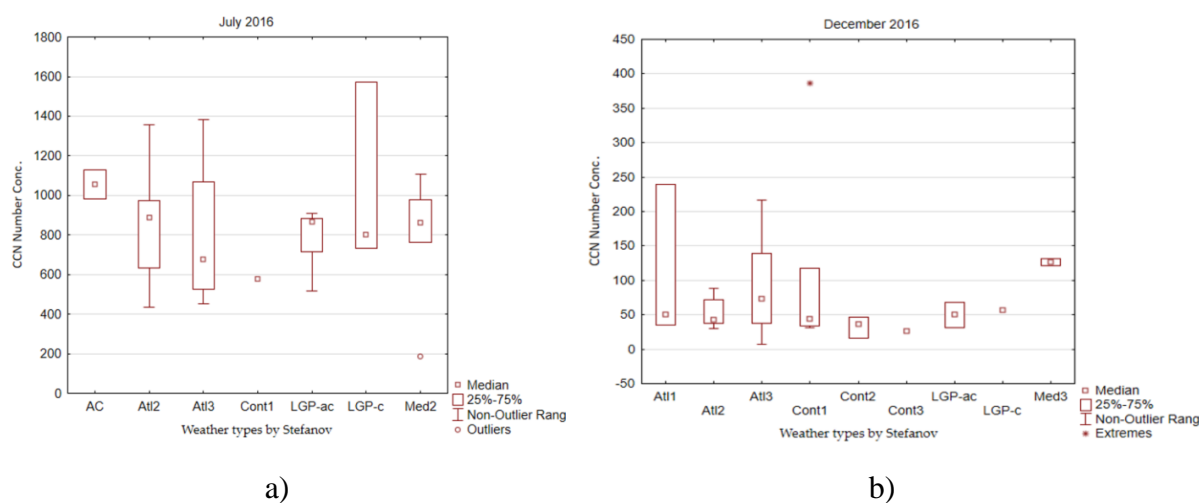 July 2016
1800
1600
1400
1200
1000
800
600
400
200
0
CCN Number Conc.
AC Atl2 Atl3 Cont1 LGP-ac LGP-c Med2
Weather types by Stefanov
Median
25%-75%
Non-Outlier Rang
Outliers
a)
December 2016
450
400
350
300
250
200
150
100
50
0
-50
CCN Number Conc.
Atl1 Atl3 Cont2 LGP-ac Med3
Atl2 Cont1 Cont3 LGP-c
Weather types by Stefanov
Median
25%-75%
Non-Outlier Rang
Extremes
b)